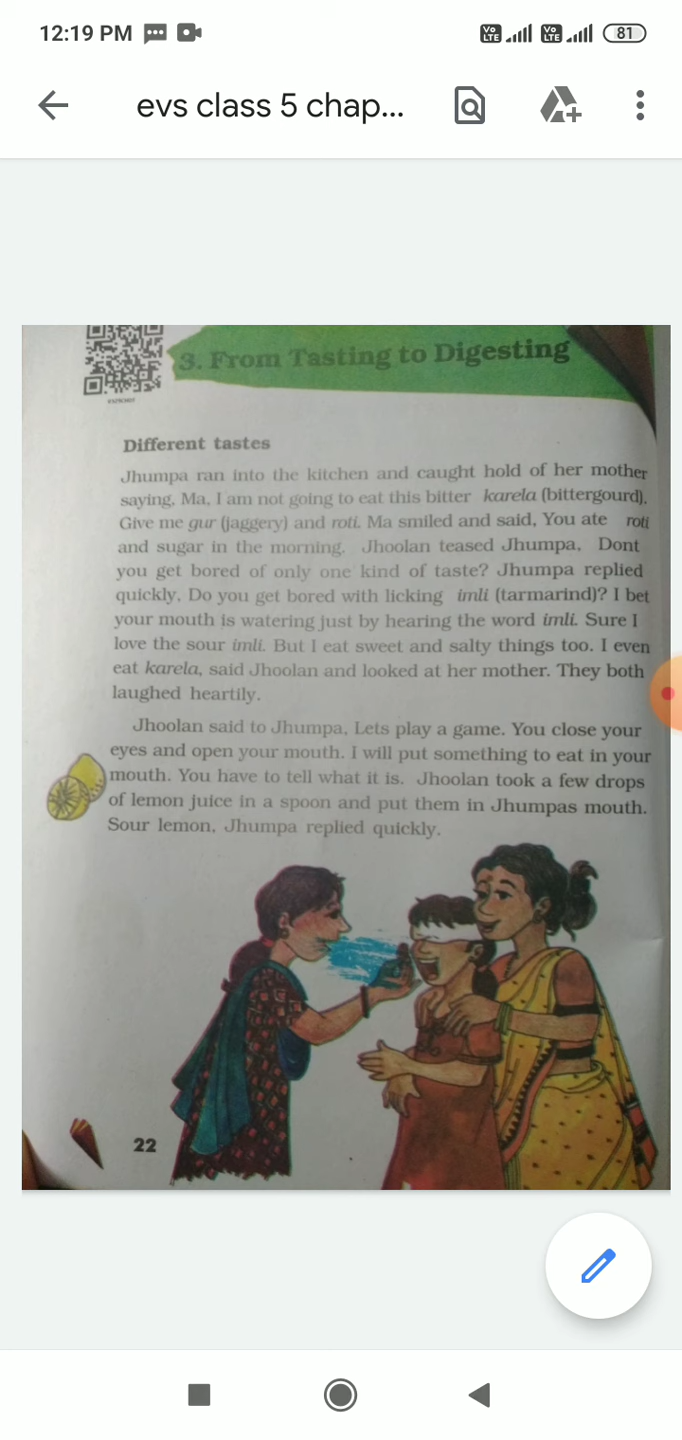 12:19 PM
Vo LTE Vo LTE 81
evs class 5 chap...
3. From Tasting to Digesting
Different tastes
Jhumpa ran into the kitchen and caught hold of her mother
saying, Ma, I am not going to eat this bitter karela (bittergourd).
Give me gur (jaggery) and roti. Ma smiled and said, You ate roti
and sugar in the morning. Jhoolan teased Jhumpa, Dont
you get bored of only one kind of taste? Jhumpa replied
quickly, Do you get bored with licking imli (tarmarind)? I bet
your mouth is watering just by hearing the word imli. Sure I
love the sour imli. But I eat sweet and salty things too. I even
eat karela, said Jhoolan and looked at her mother. They both
laughed heartily.
Jhoolan said to Jhumpa, Lets play a game. You close your
eyes and open your mouth. I will put something to eat in your
mouth. You have to tell what it is. Jhoolan took a few drops
of lemon juice in a spoon and put them in Jhumpas mouth.
Sour lemon, Jhumpa replied quickly.
22